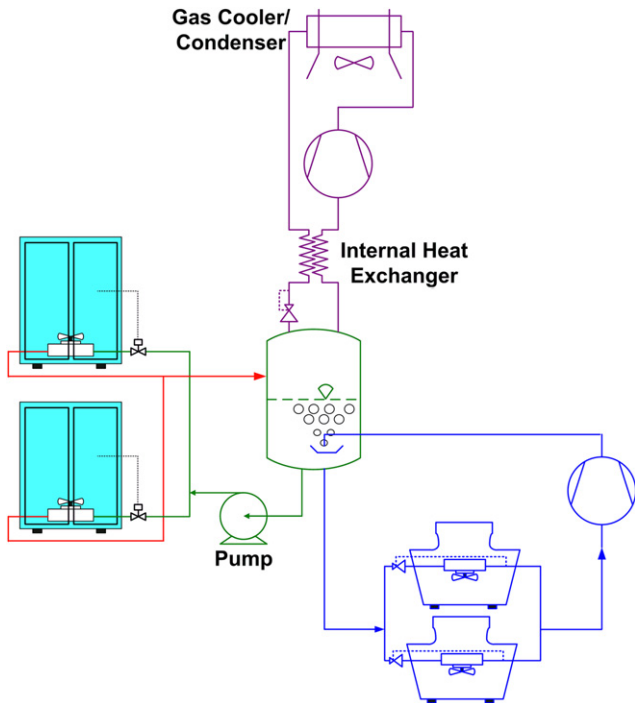 Gas Cooler/
Condenser
Internal Heat
Exchanger
Pump